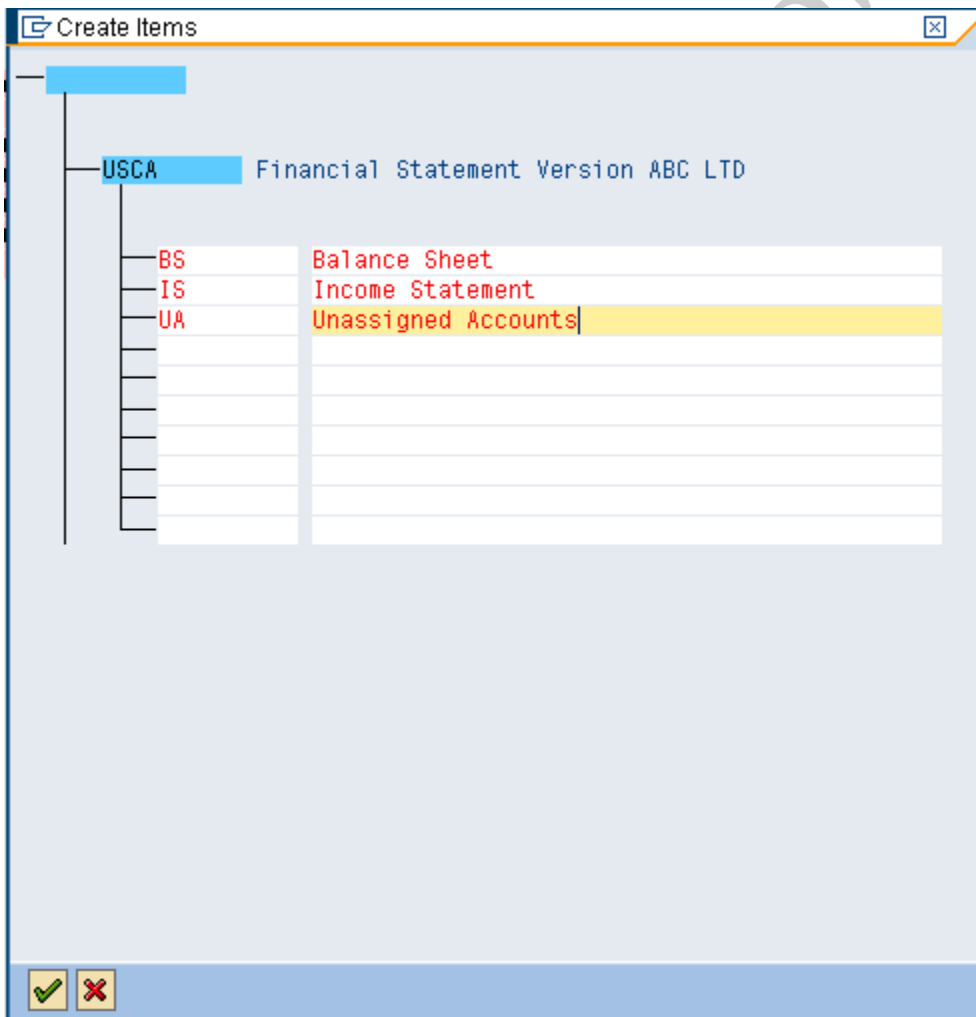 Create Items
USCA Financial Statement Version ABC LTD
BS Balance Sheet
IS Income Statement
UA Unassigned Accounts